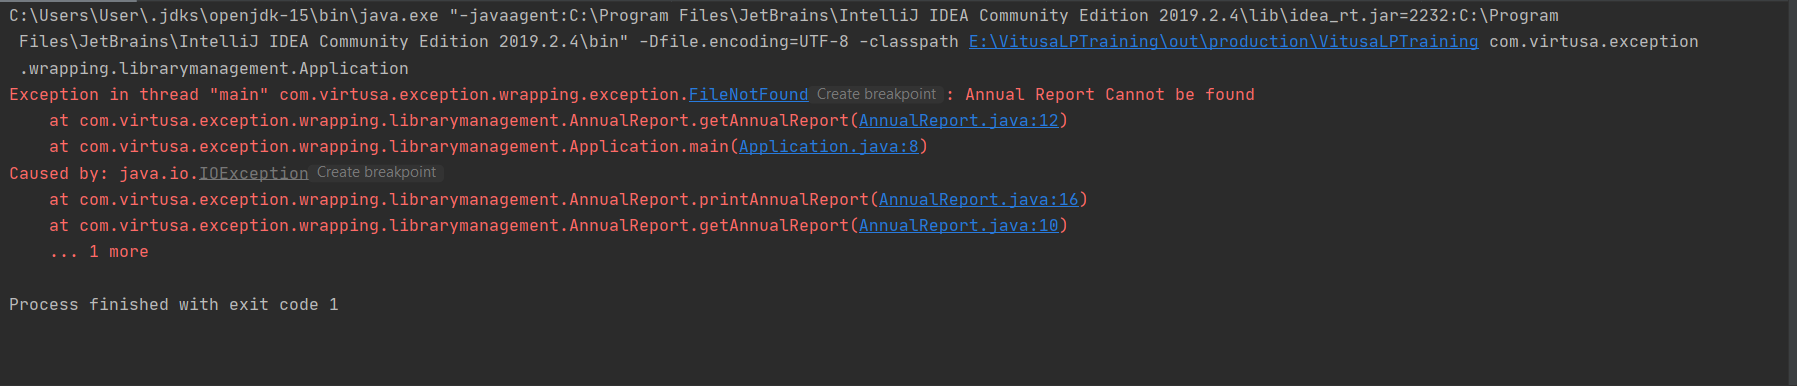 C:\Users\User\.jdks\openjdk-15\bin\java.exe "-javaagent:C:\Program Files\JetBrains\IntelliJ IDEA Community Edition 2019.2.4\lib\idea_rt.jar=2232:C:\Program
Files\JetBrains\IntelliJ IDEA Community Edition 2019.2.4\bin" -Dfile.encoding=UTF-8 -classpath E:\VitusaLPTraining\out\production\VitusaLPTraining com.virtusa.exception
.wrapping.librarymanagement.Application
Exception in thread "main" com.virtusa.exception.wrapping.exception.FileNotFound Create breakpoint : Annual Report Cannot be found
at com.virtusa.exception.wrapping.librarymanagement.AnnualReport.getAnnualReport(AnnualReport.java:12)
at com.virtusa.exception.wrapping.librarymanagement.Application.main(Application.java:8)
Caused by: java.io.IOException Create breakpoint
at com.virtusa.exception.wrapping.librarymanagement.AnnualReport.printAnnualReport(AnnualReport.java:16)
at com.virtusa.exception.wrapping.librarymanagement.AnnualReport.getAnnualReport(AnnualReport.java:10)
... 1 more
Process finished with exit code 1